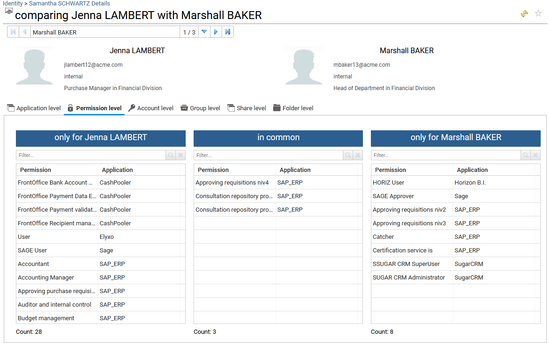 Identity > Samantha SCHWARTZ Details
comparing Jenna LAMBERT with Marshall BAKER
Marshall BAKER
1 / 3
Jenna LAMBERT
jlambert12@acme.com
internal
Purchase Manager in Financial Division
Marshall BAKER
mbaker13@acme.com
internal
Head of Department in Financial Division
Application level Permission level Account level Group level Share level Folder level
only for Jenna LAMBERT
Filter...
Permission Application
FrontOffice Bank Account ... CashPooler
FrontOffice Payment Data E... CashPooler
FrontOffice Payment validat... CashPooler
FrontOffice Recipient mana... CashPooler
User Elyxo
SAGE User Sage
Accountant SAP_ERP
Accounting Manager SAP_ERP
Approving purchase requisi... SAP_ERP
Auditor and internal control SAP_ERP
Budget management SAP_ERP
Count: 28
in common
Filter...
Permission Application
Approving requisitions niv4 SAP_ERP
Consultation repository pro... SAP_ERP
Consultation repository pro... SAP_ERP
Count: 3
only for Marshall BAKER
Filter...
Permission Application
HORIZ User Horizon B.I.
SAGE Approver Sage
Approving requisitions niv2 SAP_ERP
Approving requisitions niv3 SAP_ERP
Catcher SAP_ERP
Certification service is SAP_ERP
SSUGAR CRM SuperUser SugarCRM
SUGAR CRM Administrator SugarCRM
Count: 8